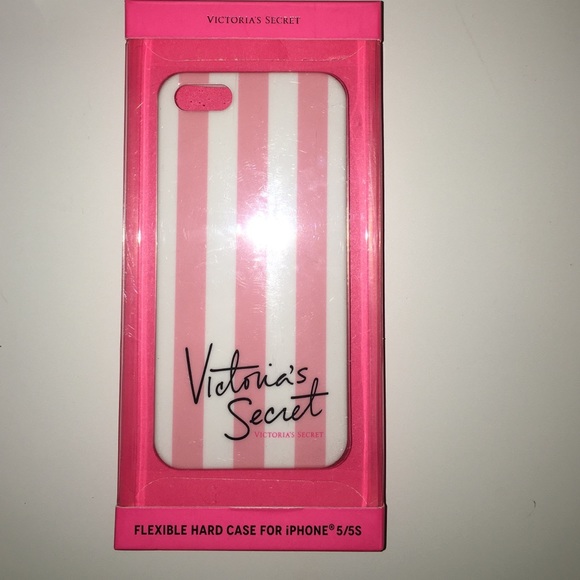 VICTORIA'S SECRET
Victoria's
Secret
VICTORIA'S SECRET
FLEXIBLE HARD CASE FOR iPHONE® 5/5S